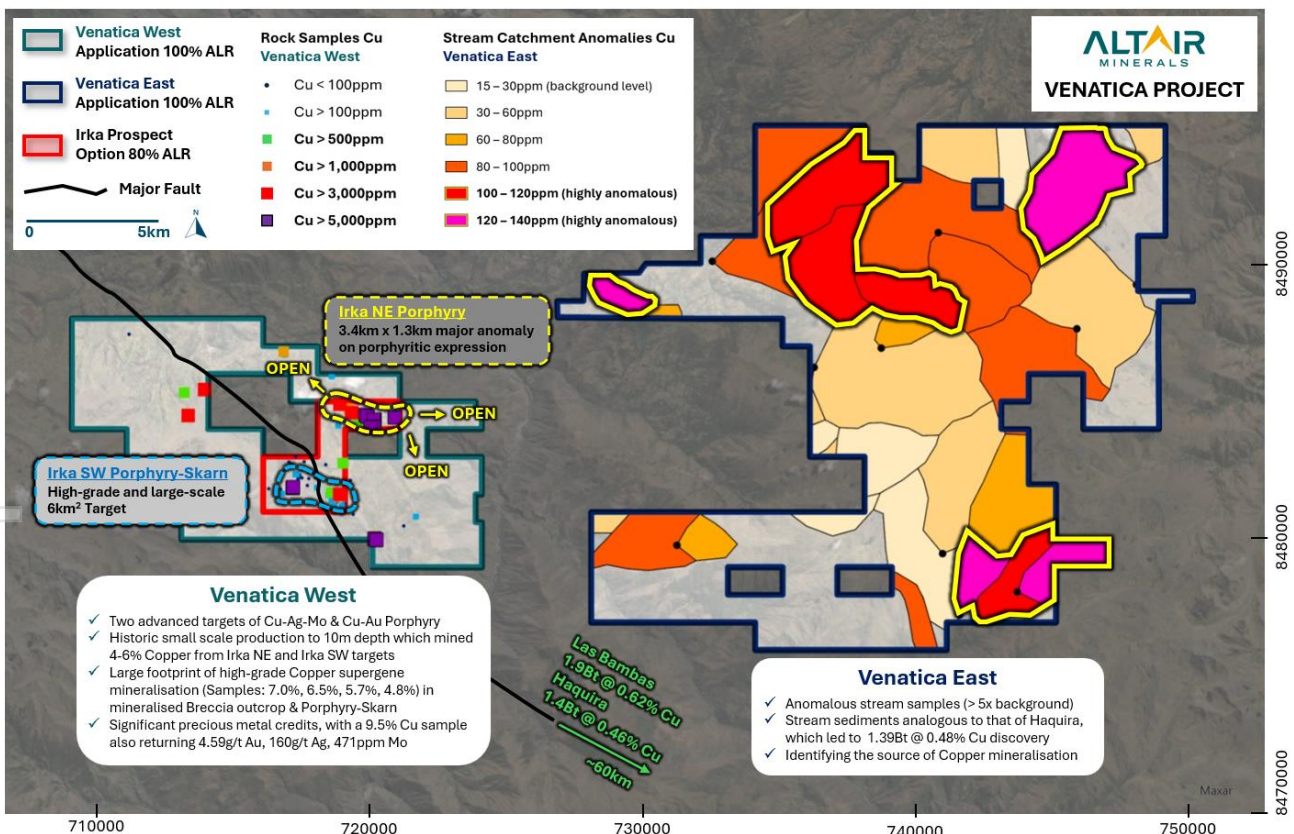 Venatica West
Application 100% ALR
Venatica East
Application 100% ALR
Irka Prospect
Option 80% ALR
Major Fault
N
0 5km
Rock Samples Cu
Venatica West
Cu < 100ppm
Cu > 100ppm
Cu > 500ppm
Cu > 1,000ppm
Cu > 3,000ppm
Cu > 5,000ppm
Stream Catchment Anomalies Cu
Venatica East
15 – 30ppm (background level)
30 – 60ppm
60 – 80ppm
80 – 100ppm
100 – 120ppm (highly anomalous)
120 – 140ppm (highly anomalous)
ALTAIR
MINERALS
VENATICA PROJECT
Irka NE Porphyry
3.4km x 1.3km major anomaly
on porphyritic expression
OPEN
OPEN
OPEN
Irka SW Porphyry-Skarn
High-grade and large-scale
6km² Target
Venatica West
✓ Two advanced targets of Cu-Ag-Mo & Cu-Au Porphyry
✓ Historic small scale production to 10m depth which mined
4-6% Copper from Irka NE and Irka SW targets
✓ Large footprint of high-grade Copper supergene
mineralisation (Samples: 7.0%, 6.5%, 5.7%, 4.8%) in
mineralised Breccia outcrop & Porphyry-Skarn
✓ Significant precious metal credits, with a 9.5% Cu sample
also returning 4.59g/t Au, 160g/t Ag, 471ppm Mo
Las Bambas
1.9Bt @ 0.62% Cu
Haquira
1.4Bt @ 0.46% Cu
~60km
Venatica East
✓ Anomalous stream samples (> 5x background)
✓ Stream sediments analogous to that of Haquira,
which led to 1.39Bt @ 0.48% Cu discovery
✓ Identifying the source of Copper mineralisation
Maxar
8490000
8480000
8470000
710000 720000 730000 740000 750000